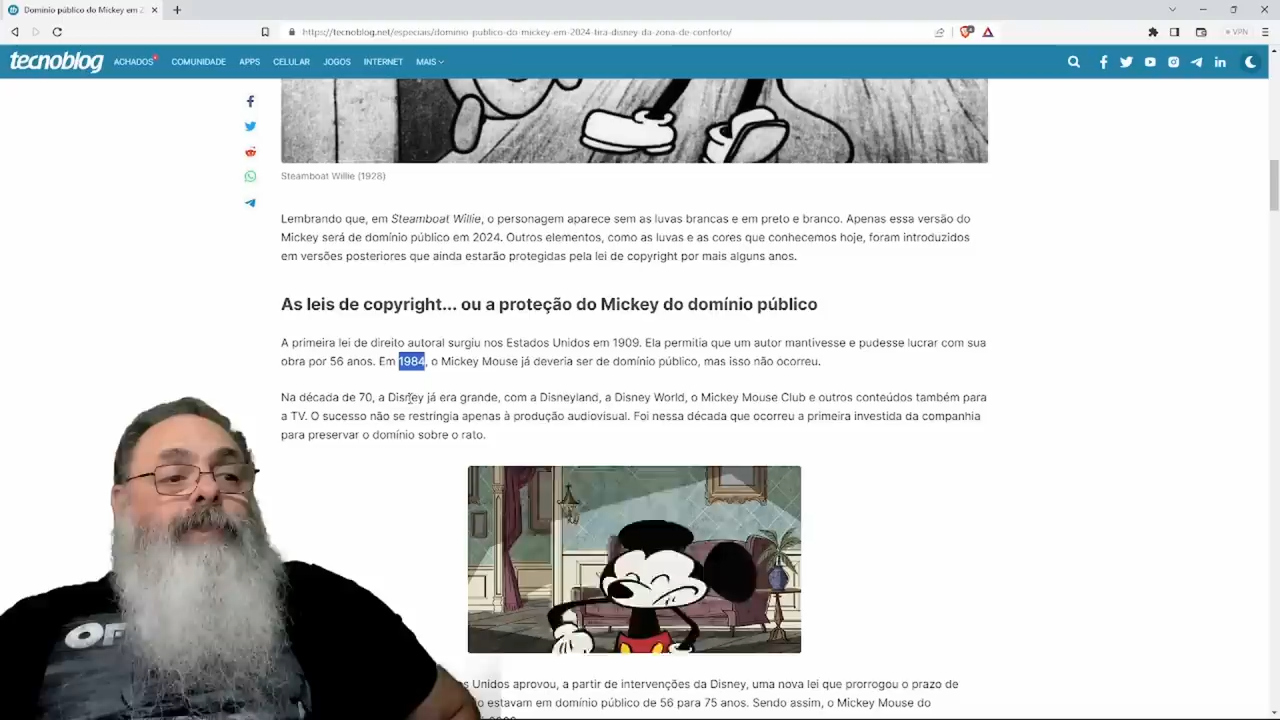 Domínio público do Mickey em 2
https://tecnoblog.net/especiais/dominio-publico-do-mickey-em-2024-tira-disney-da-zona-de-conforto/
VPN
tecnoblog
ACHADOS
COMUNIDADE
APPS
CELULAR
JOGOS
INTERNET
MAIS
Steamboat Willie (1928)
Lembrando que, em Steamboat Willie, o personagem aparece sem as luvas brancas e em preto e branco. Apenas essa versão do
Mickey será de domínio público em 2024. Outros elementos, como as luvas e as cores que conhecemos hoje, foram introduzidos
em versões posteriores que ainda estarão protegidas pela lei de copyright por mais alguns anos.
As leis de copyright... ou a proteção do Mickey do domínio público
A primeira lei de direito autoral surgiu nos Estados Unidos em 1909. Ela permitia que um autor mantivesse e pudesse lucrar com sua
obra por 56 anos. Em 1984, o Mickey Mouse já deveria ser de domínio público, mas isso não ocorreu.
Na década de 70, a Disney já era grande, com a Disneyland, a Disney World, o Mickey Mouse Club e outros conteúdos também para
a TV. O sucesso não se restringia apenas à produção audiovisual. Foi nessa década que ocorreu a primeira investida da companhia
para preservar o domínio sobre o rato.
s Unidos aprovou, a partir de intervenções da Disney, uma nova lei que prorrogou o prazo de
o estavam em domínio público de 56 para 75 anos. Sendo assim, o Mickey Mouse do
OF